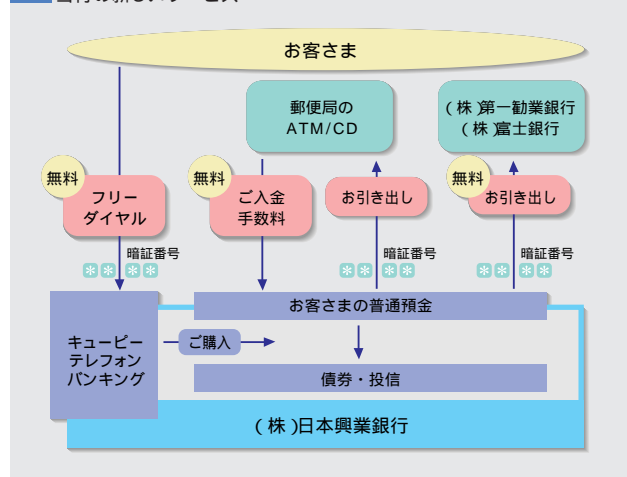 お客さま
郵便局の
ATM/CD
(株)第一勧業銀行
(株)富士銀行
無料
フリー
ダイヤル
無料
ご入金
手数料
お引き出し
無料
お引き出し
暗証番号
****
暗証番号
****
暗証番号
****
お客さまの普通預金
キューピー
テレフォン
バンキング
ご購入
債券・投信
(株)日本興業銀行